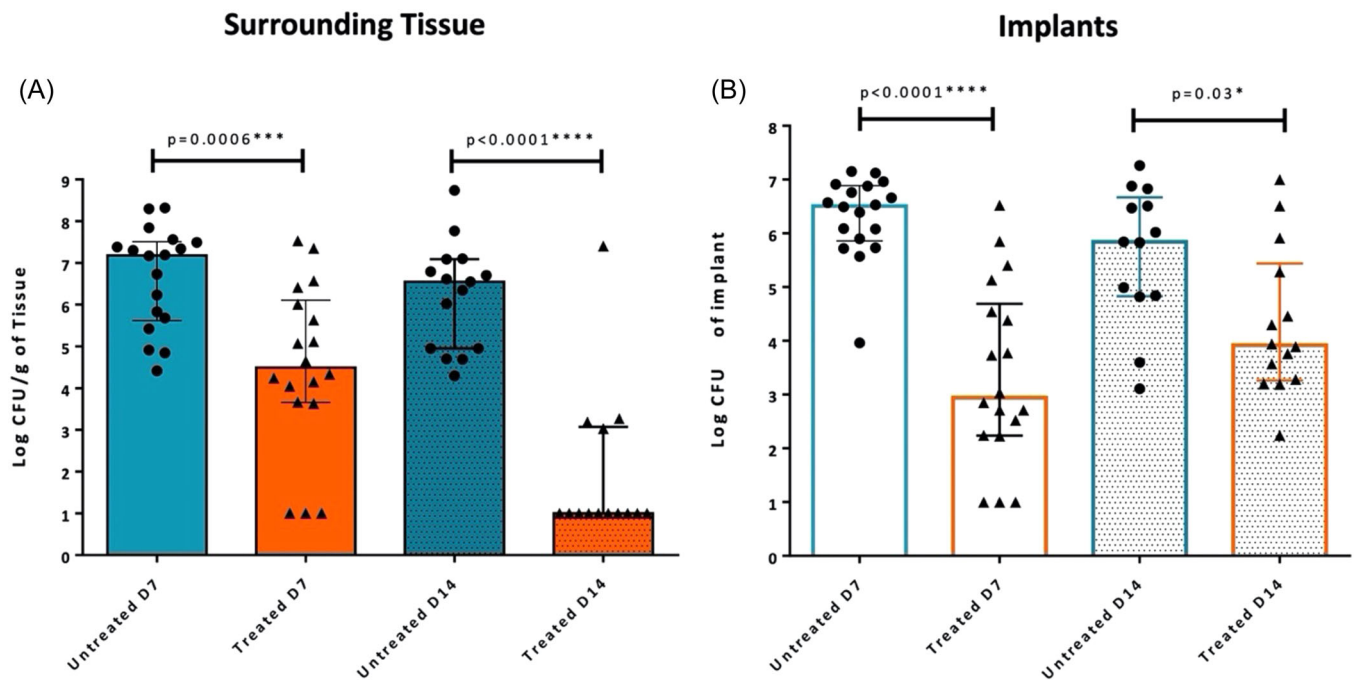 Surrounding Tissue
Implants
(A)
(B)
p=0.0006***
p<0.0001****
p<0.0001****
p=0.03*
Log CFU/g of Tissue
9
8
7
6
5
4
3
2
1
0
Untreated D7
Treated D7
Untreated D14
Treated D14
Log CFU of implant
8
7
6
5
4
3
2
1
0
Untreated D7
Treated D7
Untreated D14
Treated D14